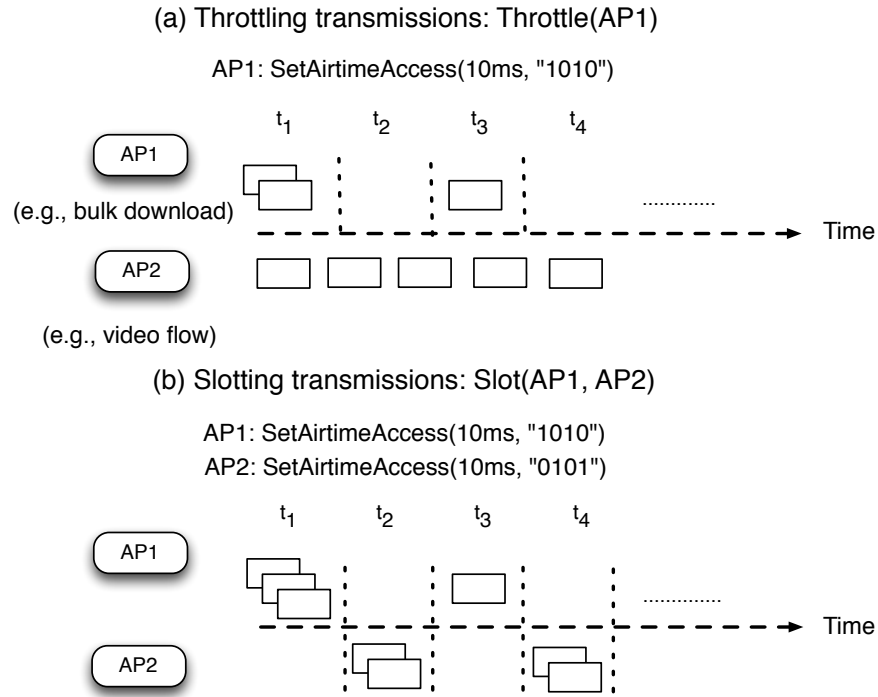 (a) Throttling transmissions: Throttle(AP1)
AP1: SetAirtimeAccess(10ms, "1010")
t1 t2 t3 t4
AP1
(e.g., bulk download)
.............
Time
AP2
(e.g., video flow)
(b) Slotting transmissions: Slot(AP1, AP2)
AP1: SetAirtimeAccess(10ms, "1010")
AP2: SetAirtimeAccess(10ms, "0101")
t1 t2 t3 t4
AP1
.............
Time
AP2